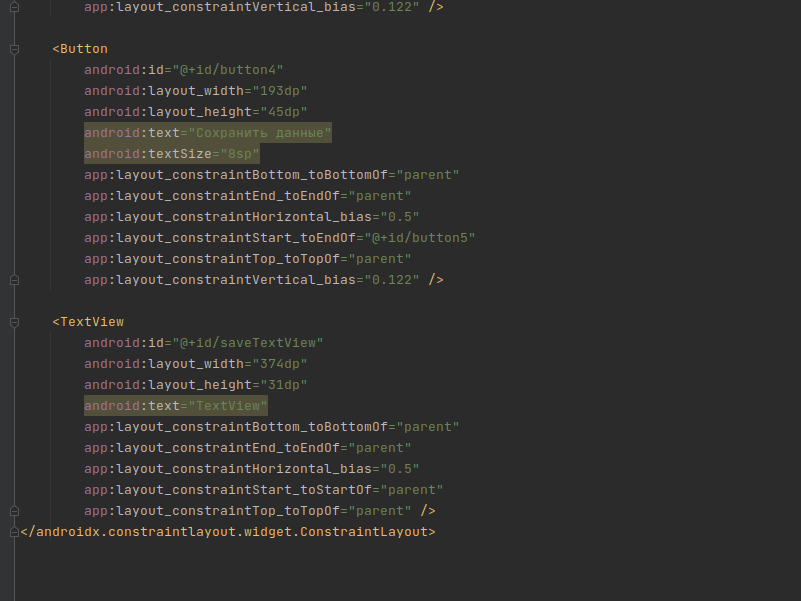 app:layout_constraintVertical_bias="0.122" />
<Button
android:id="@+id/button4"
android:layout_width="193dp"
android:layout_height="45dp"
android:text="Сохранить данные"
android:textSize="8sp"
app:layout_constraintBottom_toBottomOf="parent"
app:layout_constraintEnd_toEndOf="parent"
app:layout_constraintHorizontal_bias="0.5"
app:layout_constraintStart_toEndOf="@+id/button5"
app:layout_constraintTop_toTopOf="parent"
app:layout_constraintVertical_bias="0.122" />
<TextView
android:id="@+id/saveTextView"
android:layout_width="374dp"
android:layout_height="31dp"
android:text="TextView"
app:layout_constraintBottom_toBottomOf="parent"
app:layout_constraintEnd_toEndOf="parent"
app:layout_constraintHorizontal_bias="0.5"
app:layout_constraintStart_toStartOf="parent"
app:layout_constraintTop_toTopOf="parent" />
</androidx.constraintlayout.widget.ConstraintLayout>